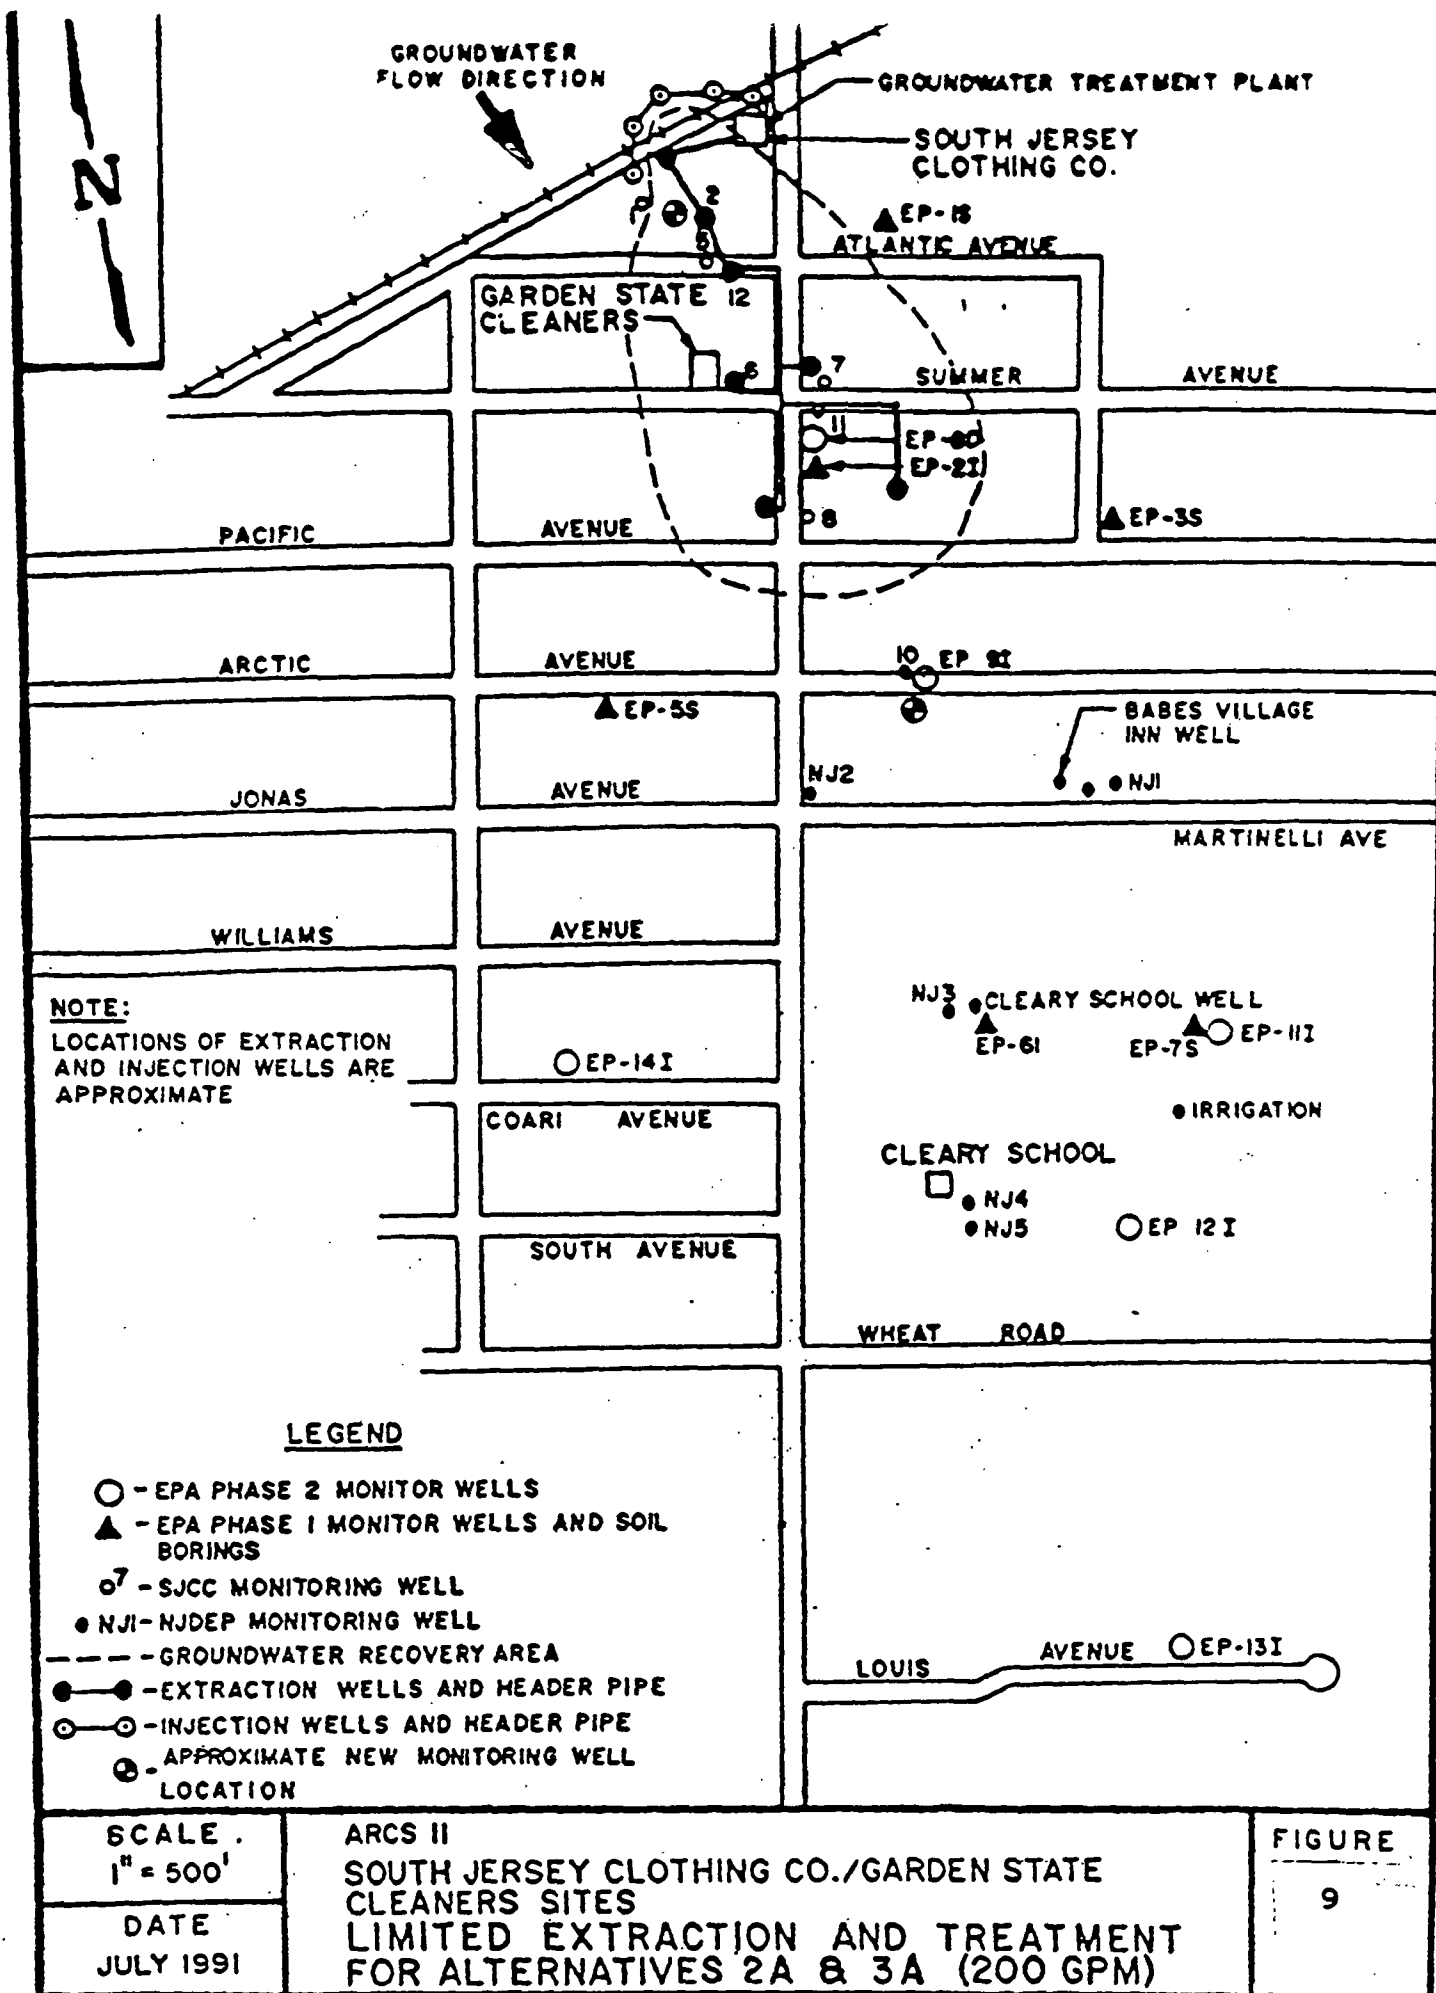 GROUNDWATER
FLOW DIRECTION
GROUNDWATER TREATMENT PLANT
SOUTH JERSEY
CLOTHING CO.
N
2
EP-1S
5
ATLANTIC AVENUE
GARDEN STATE
12
CLEANERS
6
7
SUMMER
AVENUE
11
EP-2I
8
EP-3S
PACIFIC
AVENUE
ARCTIC
AVENUE
10
EP
EP-5S
BABES VILLAGE
INN WELL
JONAS
AVENUE
NJ2
NJ1
MARTINELLI AVE
WILLIAMS
AVENUE
NJ3
CLEARY SCHOOL WELL
EP-6I
EP-7S
EP-11I
NOTE:
LOCATIONS OF EXTRACTION
AND INJECTION WELLS ARE
APPROXIMATE
EP-14I
COARI AVENUE
IRRIGATION
CLEARY SCHOOL
NJ4
NJ5
EP 12I
SOUTH AVENUE
WHEAT ROAD
LEGEND
- EPA PHASE 2 MONITOR WELLS
- EPA PHASE 1 MONITOR WELLS AND SOIL
BORINGS
7 - SJCC MONITORING WELL
NJ1- NJDEP MONITORING WELL
- GROUNDWATER RECOVERY AREA
- EXTRACTION WELLS AND HEADER PIPE
- INJECTION WELLS AND HEADER PIPE
- APPROXIMATE NEW MONITORING WELL
LOCATION
LOUIS
AVENUE
EP-13I
SCALE.
1" = 500'
DATE
JULY 1991
ARCS II
SOUTH JERSEY CLOTHING CO./GARDEN STATE
CLEANERS SITES
LIMITED EXTRACTION AND TREATMENT
FOR ALTERNATIVES 2A & 3A (200 GPM)
FIGURE
9